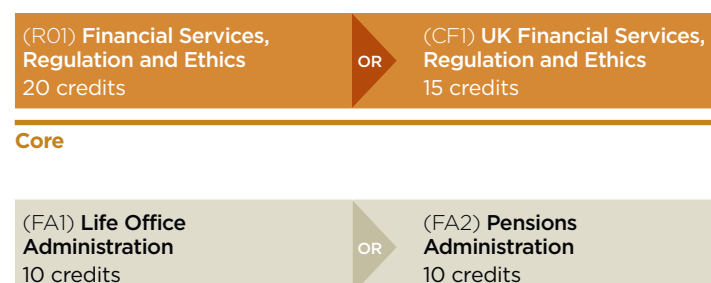 (R01) Financial Services,
Regulation and Ethics
20 credits
OR
(CF1) UK Financial Services,
Regulation and Ethics
15 credits
Core
(FA1) Life Office
Administration
10 credits
OR
(FA2) Pensions
Administration
10 credits